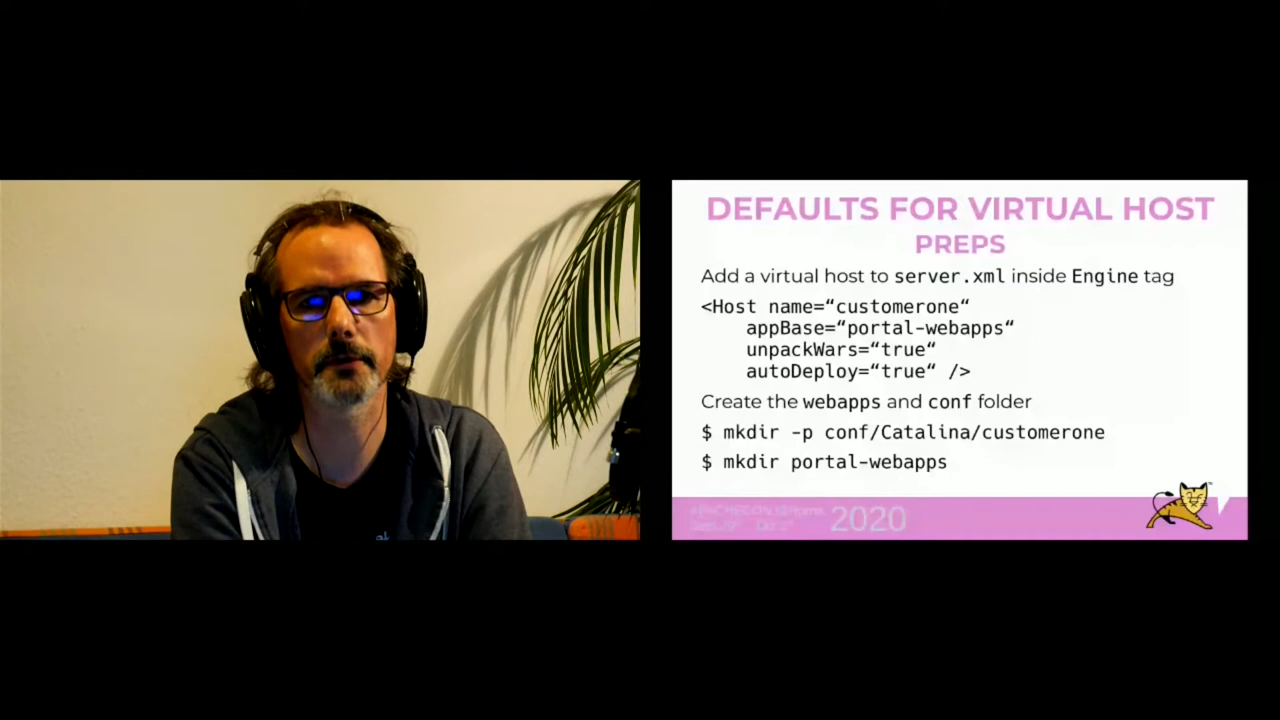 DEFAULTS FOR VIRTUAL HOST
PREPS
Add a virtual host to server.xml inside Engine tag
<Host name=“customerone“
appBase=“portal-webapps“
unpackWars=“true“
autoDeploy=“true“ />
Create the webapps and conf folder
$ mkdir -p conf/Catalina/customerone
$ mkdir portal-webapps
APACHECON @Home
2020